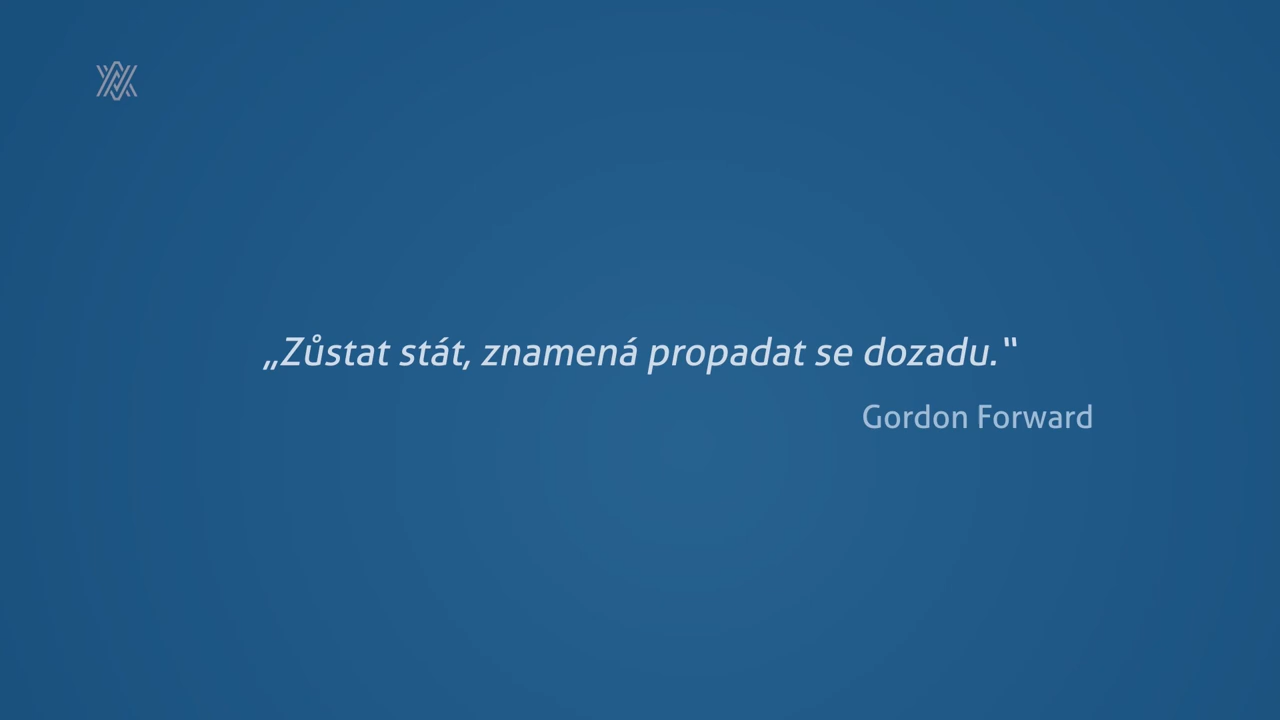 „Zůstat stát, znamená propadat se dozadu.“
Gordon Forward